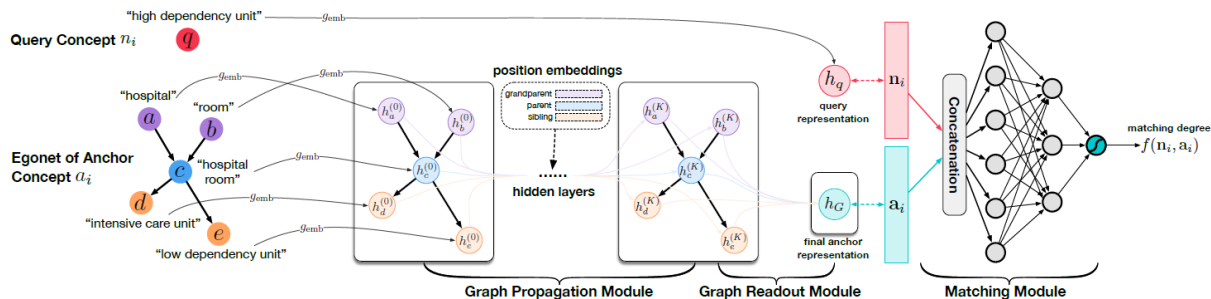 "high dependency unit"
g_emb
Query Concept n_i
q
h_q
n_i
query
representation
position embeddings
grandparent
parent
sibling
......
hidden layers
"hospital"
g_emb
"room"
g_emb
a
b
Egonet of Anchor
Concept a_i
c
"hospital
room"
g_emb
d
"intensive care unit"
g_emb
e
"low dependency unit"
g_emb
h_a^(0)
h_b^(0)
h_c^(0)
h_d^(0)
h_e^(0)
h_a^(K)
h_b^(K)
h_c^(K)
h_d^(K)
h_e^(K)
h_G
a_i
final anchor
representation
Concatenation
matching degree
f(n_i, a_i)
Graph Propagation Module
Graph Readout Module
Matching Module